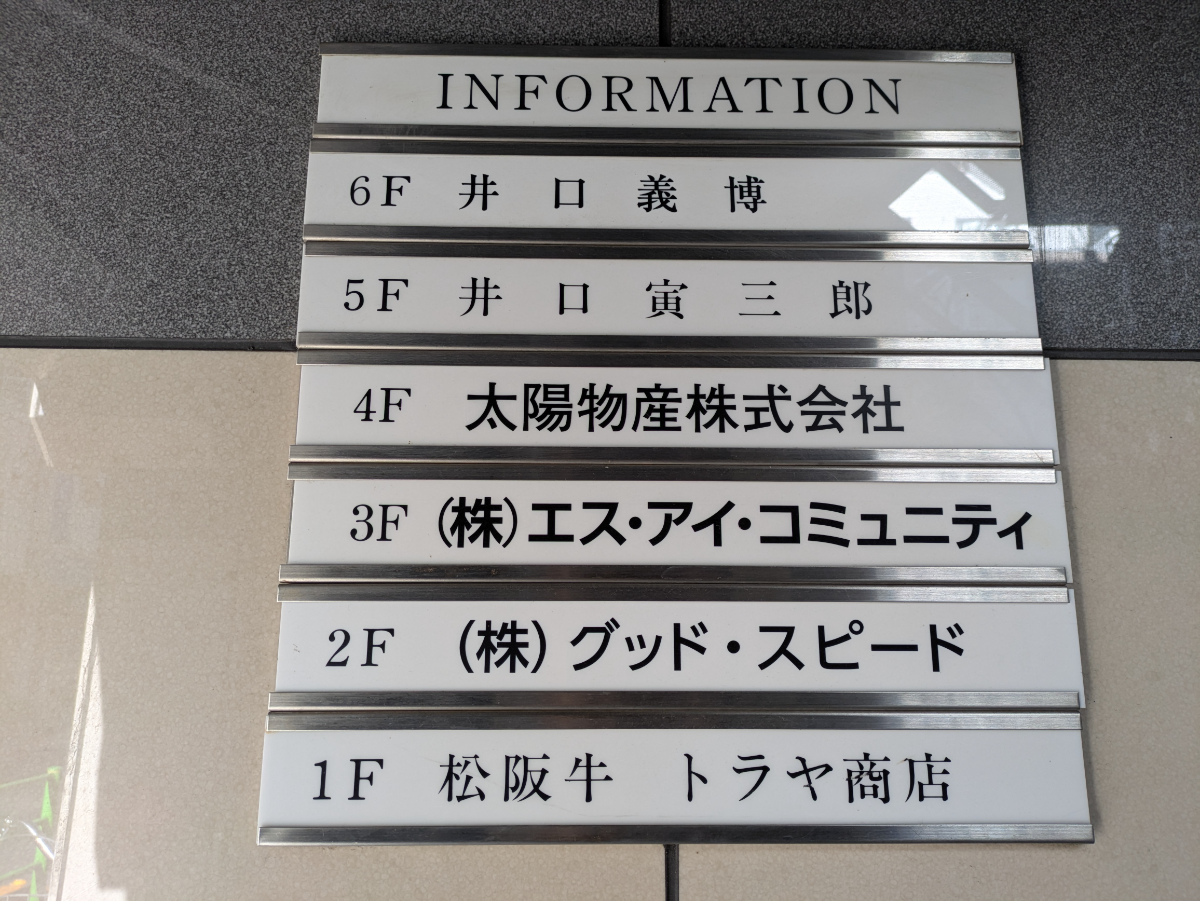 INFORMATION
6F 井口義博
5F 井口寅三郎
4F 太陽物産株式会社
3F (株)エス・アイ・コミュニティ
2F (株)グッド・スピード
1F 松阪牛 トラヤ商店